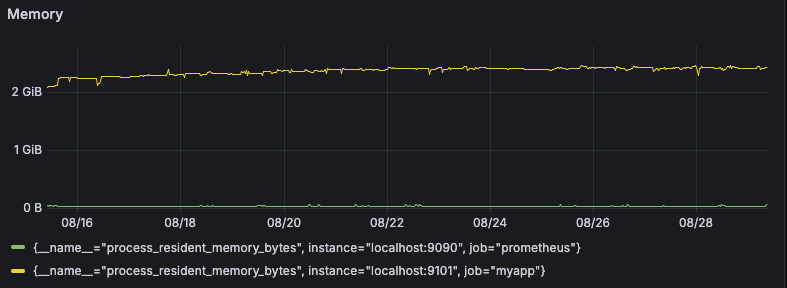 Memory
2 GiB
1 GiB
0 B
08/16 08/18 08/20 08/22 08/24 08/26 08/28
{__name__="process_resident_memory_bytes", instance="localhost:9090", job="prometheus"}
{__name__="process_resident_memory_bytes", instance="localhost:9101", job="myapp"}